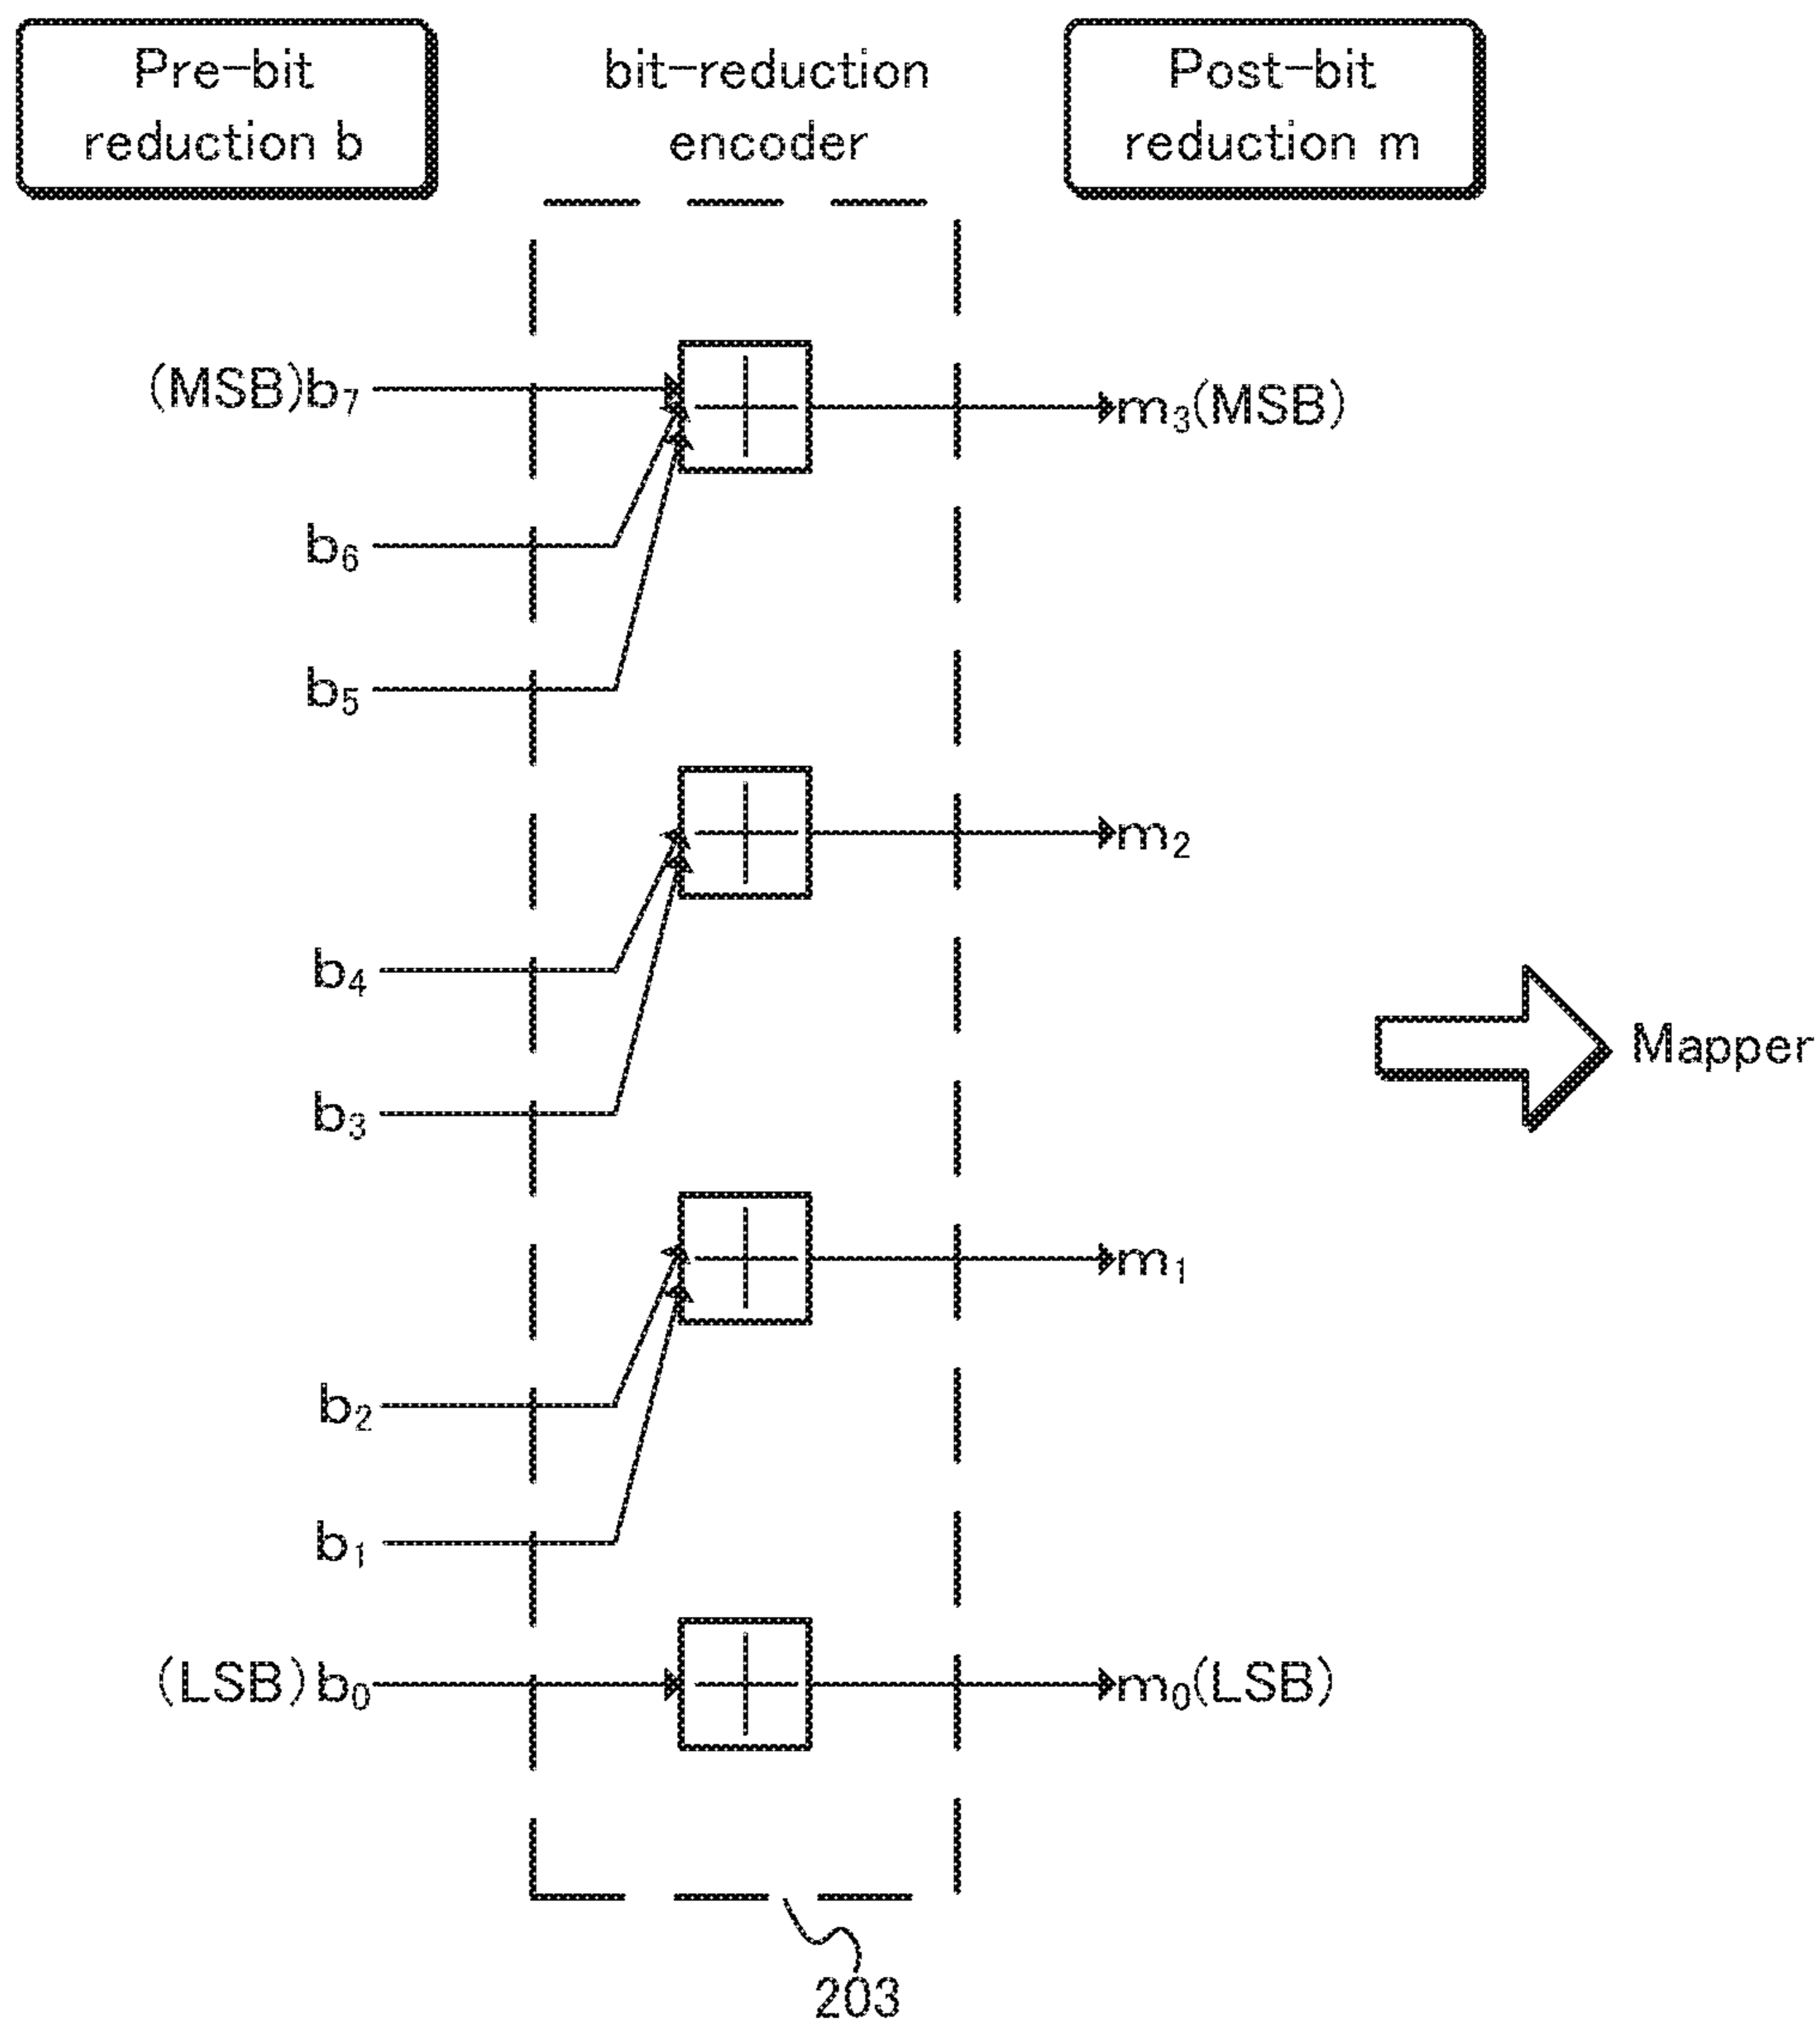 Pre-bit
reduction b
bit-reduction
encoder
Post-bit
reduction m
(MSB)b7
m3(MSB)
b6
b5
m2
b4
Mapper
b3
m1
b2
b1
(LSB)b0
m0(LSB)
203